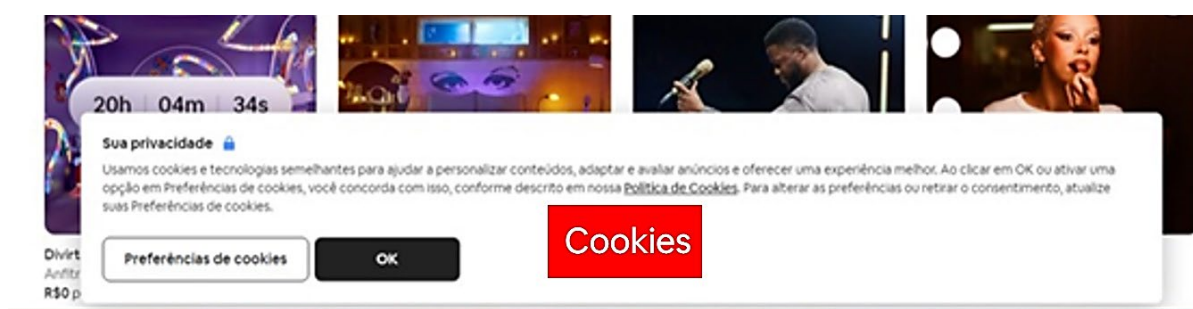 20h 04m 34s
Sua privacidade
Usamos cookies e tecnologias semelhantes para ajudar a personalizar conteúdos, adaptar e avaliar anúncios e oferecer uma experiência melhor. Ao clicar em OK ou ativar uma
opção em Preferências de cookies, você concorda com isso, conforme descrito em nossa Política de Cookies. Para alterar as preferências ou retirar o consentimento, atualize
suas Preferências de cookies.
Cookies
Preferências de cookies OK
Divirt
Anfitr
R$0 p